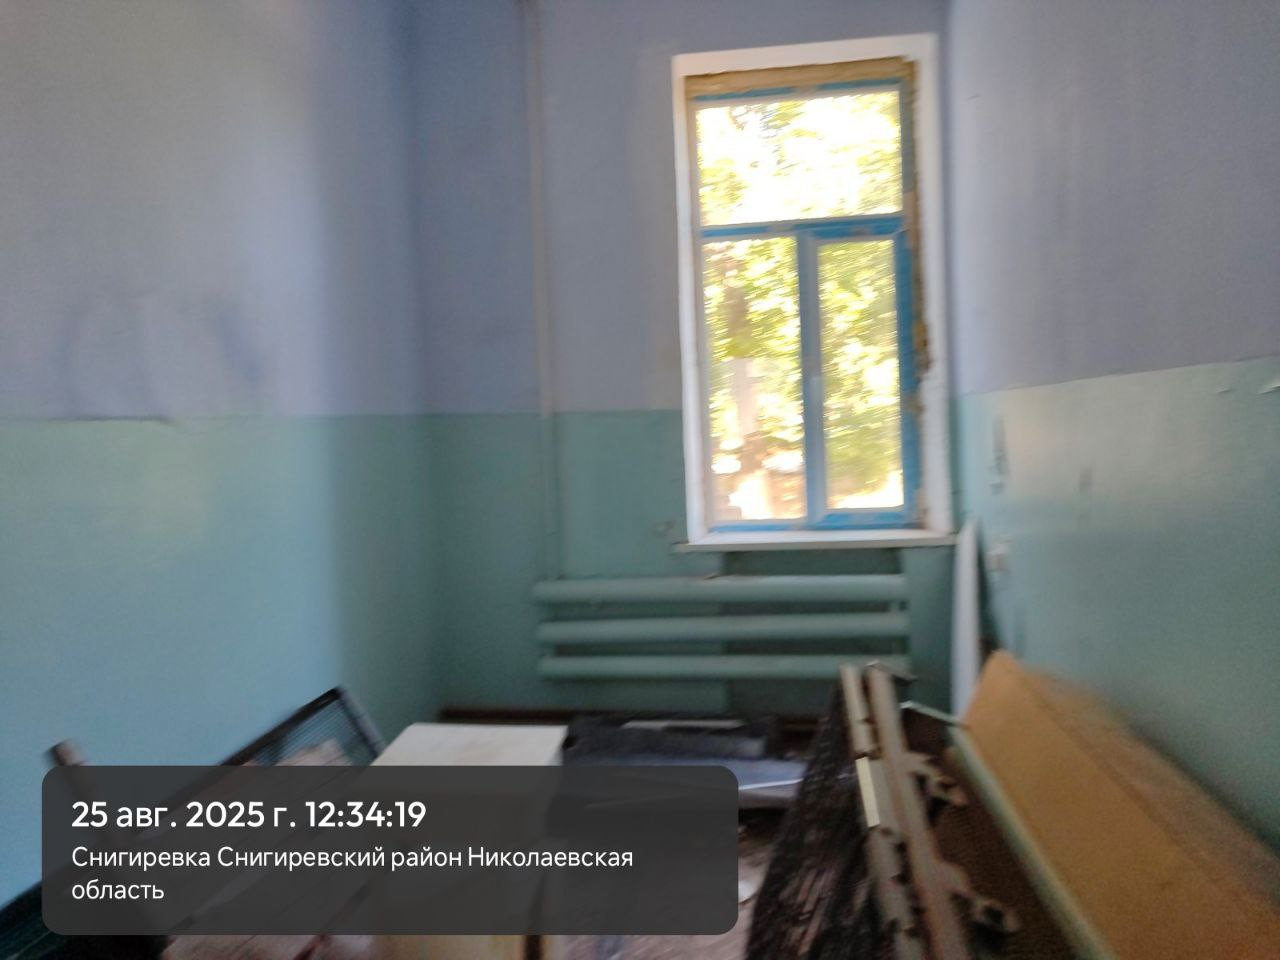 25 авг. 2025 г. 12:34:19
Снигиревка Снигиревский район Николаевская
область